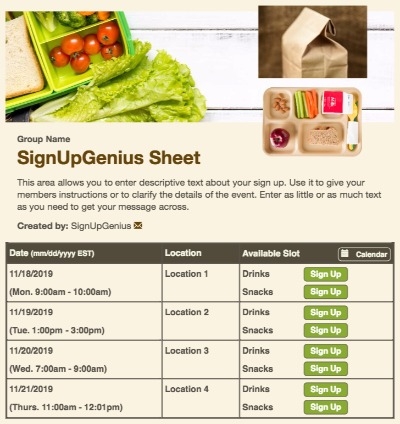 Group Name
SignUpGenius Sheet
This area allows you to enter descriptive text about your sign up. Use it to give your
members instructions or to clarify the details of the event. Enter as little or as much text
as you need to get your message across.
Created by: SignUpGenius
Date (mm/dd/yyyy EST) Location Available Slot Calendar
11/18/2019 Location 1 Drinks Sign Up
(Mon. 9:00am - 10:00am) Snacks Sign Up
11/19/2019 Location 2 Drinks Sign Up
(Tue. 1:00pm - 3:00pm) Snacks Sign Up
11/20/2019 Location 3 Drinks Sign Up
(Wed. 7:00am - 9:00am) Snacks Sign Up
11/21/2019 Location 4 Drinks Sign Up
(Thurs. 11:00am - 12:01pm) Snacks Sign Up